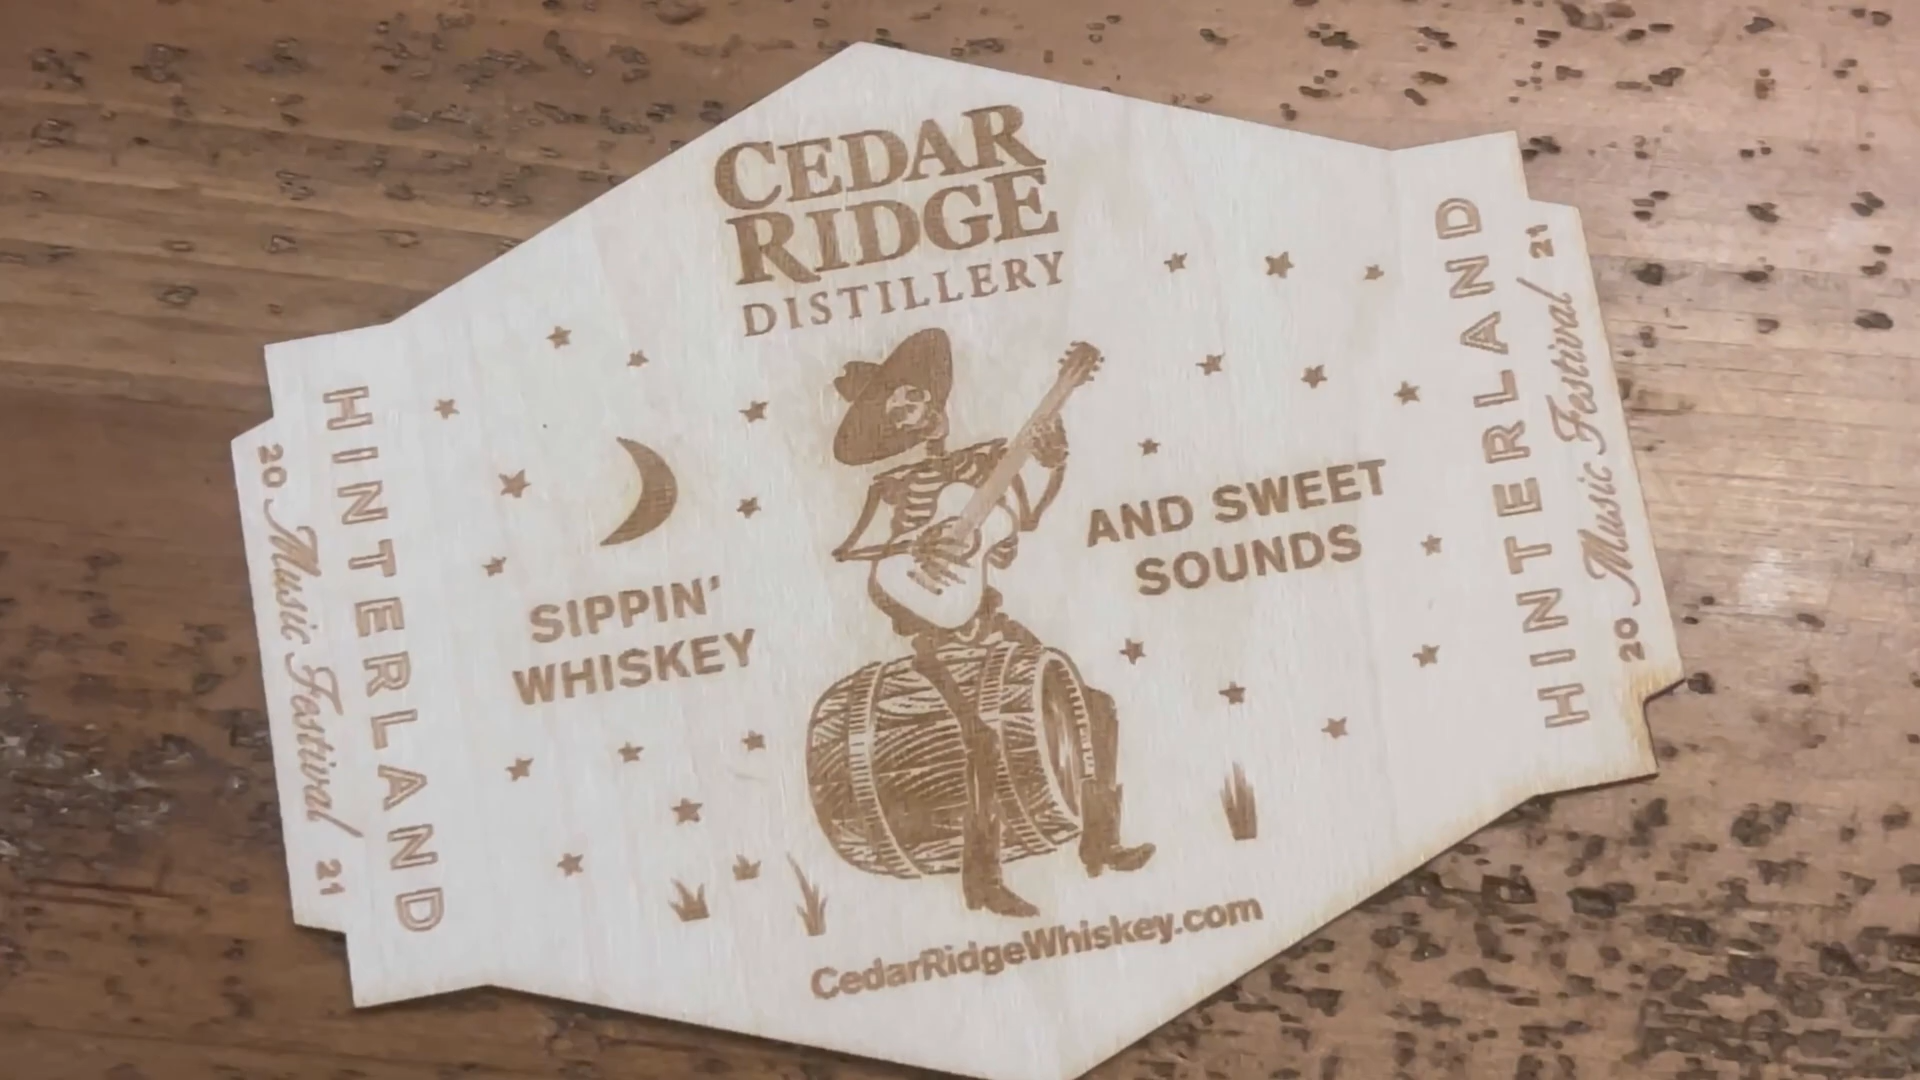 CEDAR
RIDGE
DISTILLERY
SIPPIN'
WHISKEY
AND SWEET
SOUNDS
CedarRidgeWhiskey.com
HINTERLAND
20 Music Festival 21
HINTERLAND
20 Music Festival 21